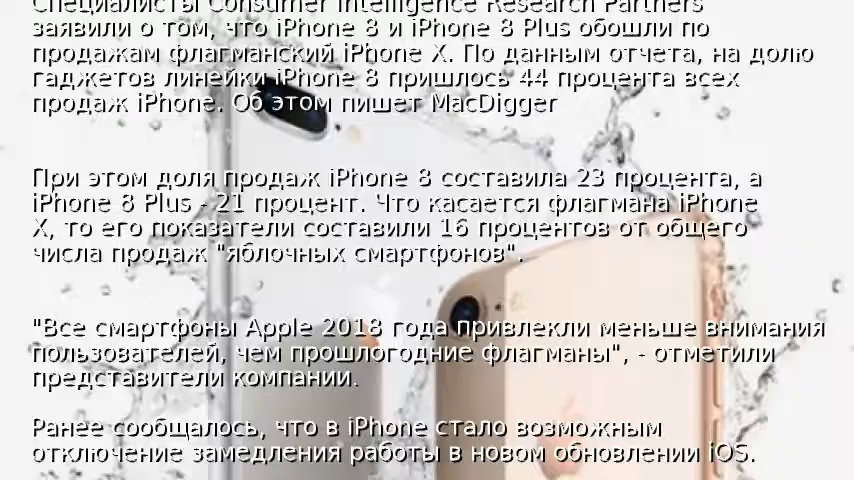 Специалисты Consumer Intelligence Research Partners
заявили о том, что iPhone 8 и iPhone 8 Plus обошли по
продажам флагманский iPhone X. По данным отчета, на долю
гаджетов линейки iPhone 8 пришлось 44 процента всех
продаж iPhone. Об этом пишет MacDigger
При этом доля продаж iPhone 8 составила 23 процента, а
iPhone 8 Plus - 21 процент. Что касается флагмана iPhone
X, то его показатели составили 16 процентов от общего
числа продаж "яблочных смартфонов".
"Все смартфоны Apple 2018 года привлекли меньше внимания
пользователей, чем прошлогодние флагманы", - отметили
представители компании.
Ранее сообщалось, что в iPhone стало возможным
отключение замедления работы в новом обновлении iOS.